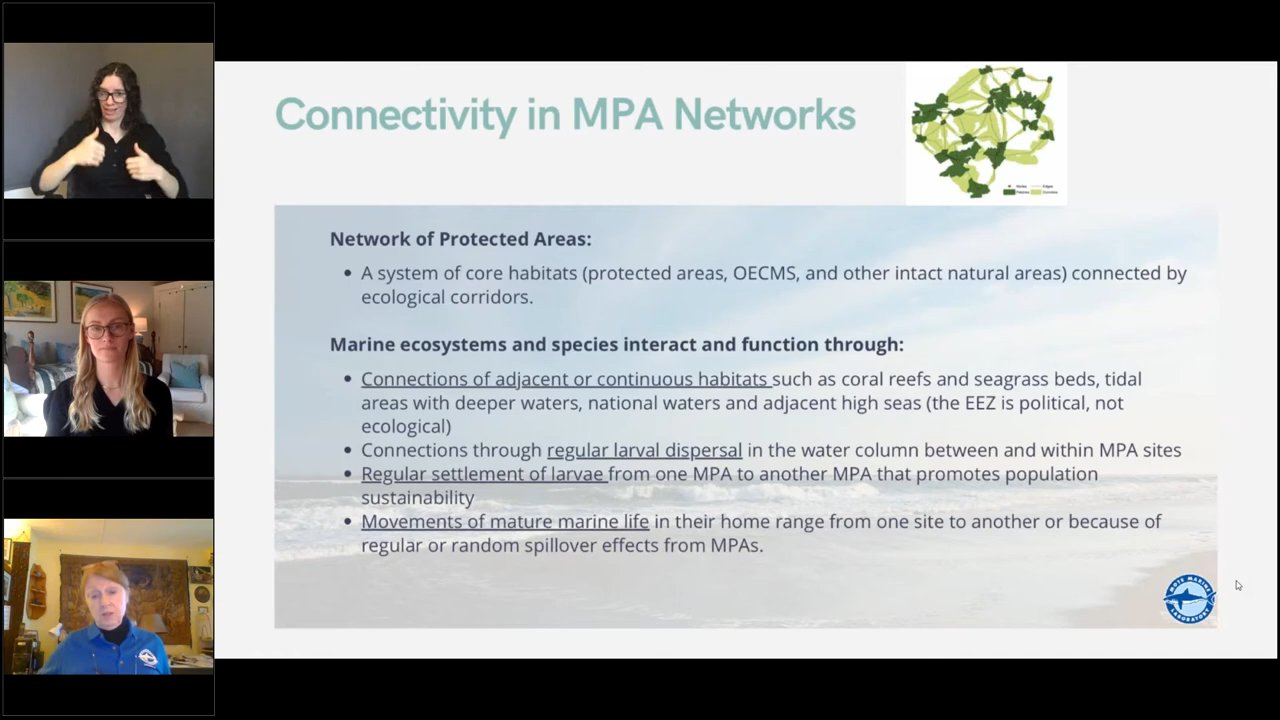 Connectivity in MPA Networks
Network of Protected Areas:
• A system of core habitats (protected areas, OECMS, and other intact natural areas) connected by
ecological corridors.
Marine ecosystems and species interact and function through:
• Connections of adjacent or continuous habitats such as coral reefs and seagrass beds, tidal
areas with deeper waters, national waters and adjacent high seas (the EEZ is political, not
ecological)
• Connections through regular larval dispersal in the water column between and within MPA sites
• Regular settlement of larvae from one MPA to another MPA that promotes population
sustainability
• Movements of mature marine life in their home range from one site to another or because of
regular or random spillover effects from MPAs.
MOTE MARINE
LABORATORY